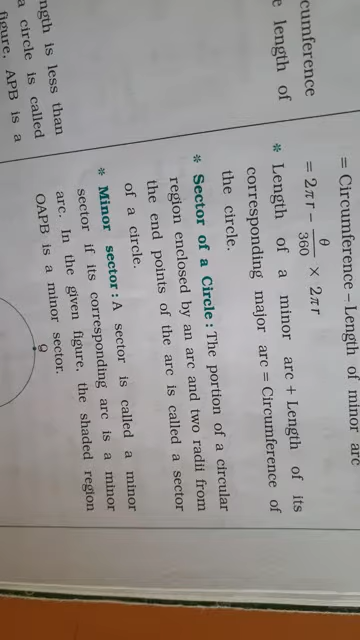 cumference
e length of
ngth is less than
a circle is called
figure, APB is a
= Circumference – Length of minor arc
= 2πr – θ/360 × 2πr
* Length of a minor arc + Length of its
corresponding major arc = Circumference of
the circle.
* Sector of a Circle : The portion of a circular
region enclosed by an arc and two radii from
the end points of the arc is called a sector
of a circle.
* Minor sector : A sector is called a minor
sector if its corresponding arc is a minor
arc. In the given figure, the shaded region
OAPB is a minor sector.